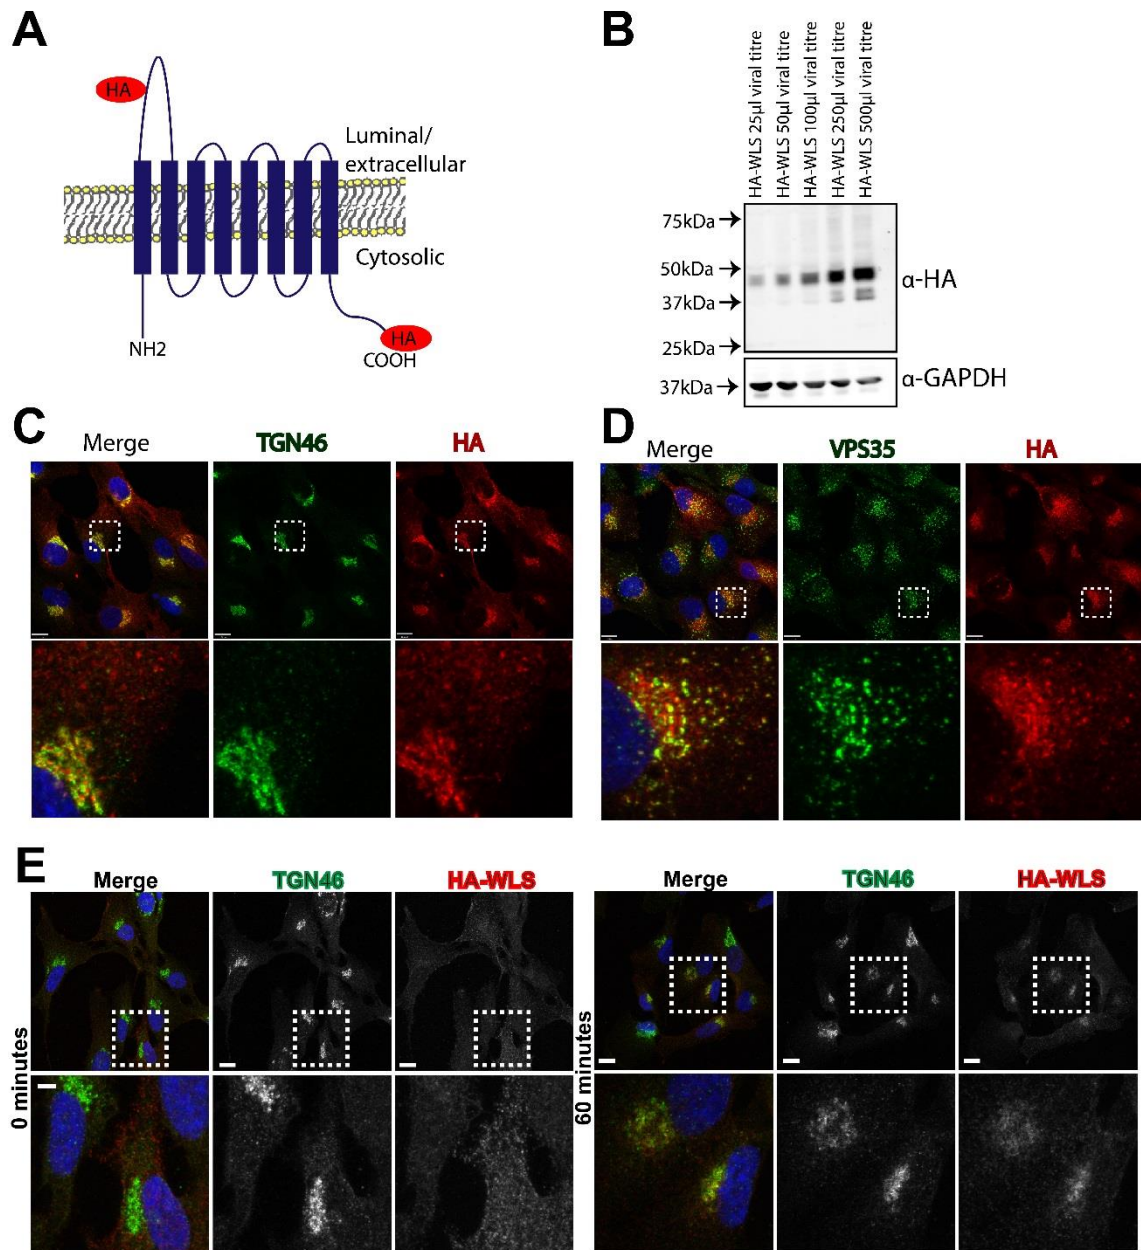 A
HA
Luminal/
extracellular
Cytosolic
NH2
HA
COOH
B
HA-WLS 25µl viral titre
HA-WLS 50µl viral titre
HA-WLS 100µl viral titre
HA-WLS 250µl viral titre
HA-WLS 500µl viral titre
75kDa
50kDa
37kDa
25kDa
α-HA
37kDa
α-GAPDH
C
Merge TGN46 HA
D
Merge VPS35 HA
E
Merge TGN46 HA-WLS
0 minutes
Merge TGN46 HA-WLS
60 minutes